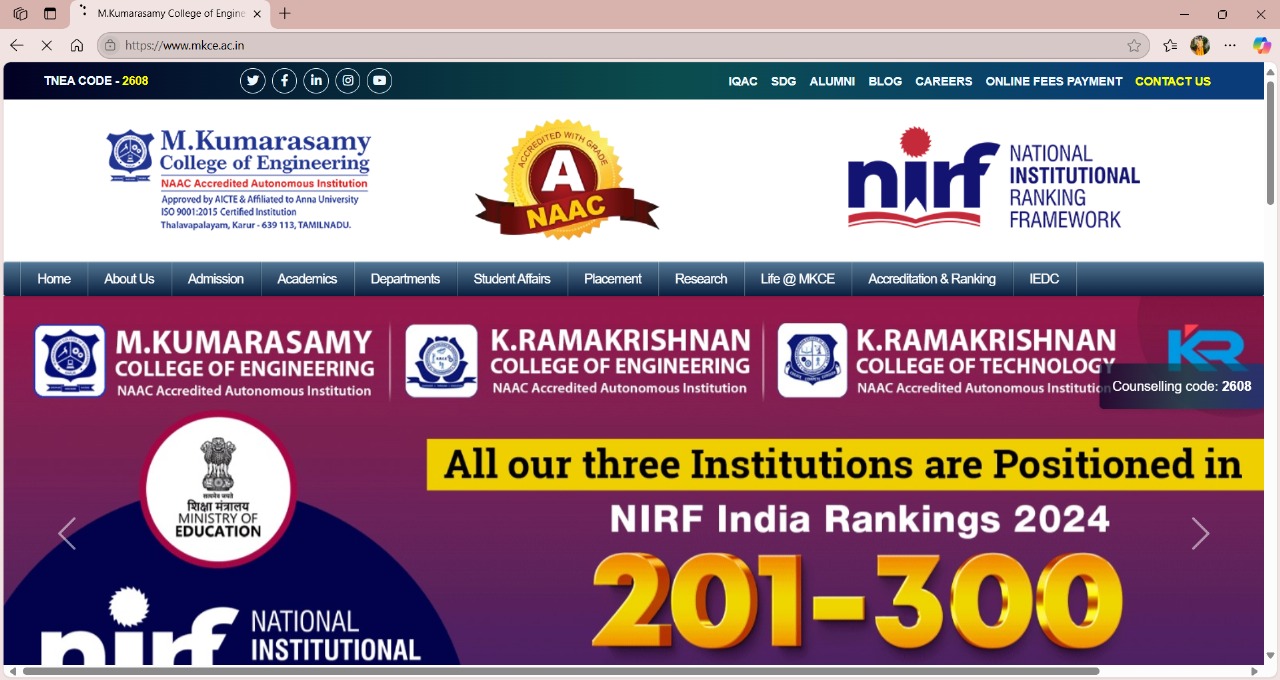 M.Kumarasamy College of Engine
https://www.mkce.ac.in
TNEA CODE - 2608
IQAC SDG ALUMNI BLOG CAREERS ONLINE FEES PAYMENT CONTACT US
M.Kumarasamy
College of Engineering
NAAC Accredited Autonomous Institution
Approved by AICTE & Affiliated to Anna University
ISO 9001:2015 Certified Institution
Thalavapalayam, Karur - 639 113, TAMILNADU.
ACCREDITED WITH GRADE
A
NAAC
nirf
NATIONAL
INSTITUTIONAL
RANKING
FRAMEWORK
Home About Us Admission Academics Departments Student Affairs Placement Research Life @ MKCE Accreditation & Ranking IEDC
M.KUMARASAMY
COLLEGE OF ENGINEERING
NAAC Accredited Autonomous Institution
K.RAMAKRISHNAN
COLLEGE OF ENGINEERING
NAAC Accredited Autonomous Institution
K.RAMAKRISHNAN
COLLEGE OF TECHNOLOGY
NAAC Accredited Autonomous Institution
KR
Counselling code: 2608
सत्यमेव जयते
शिक्षा मंत्रालय
MINISTRY OF
EDUCATION
All our three Institutions are Positioned in
NIRF India Rankings 2024
201-300
nirf
NATIONAL
INSTITUTIONAL